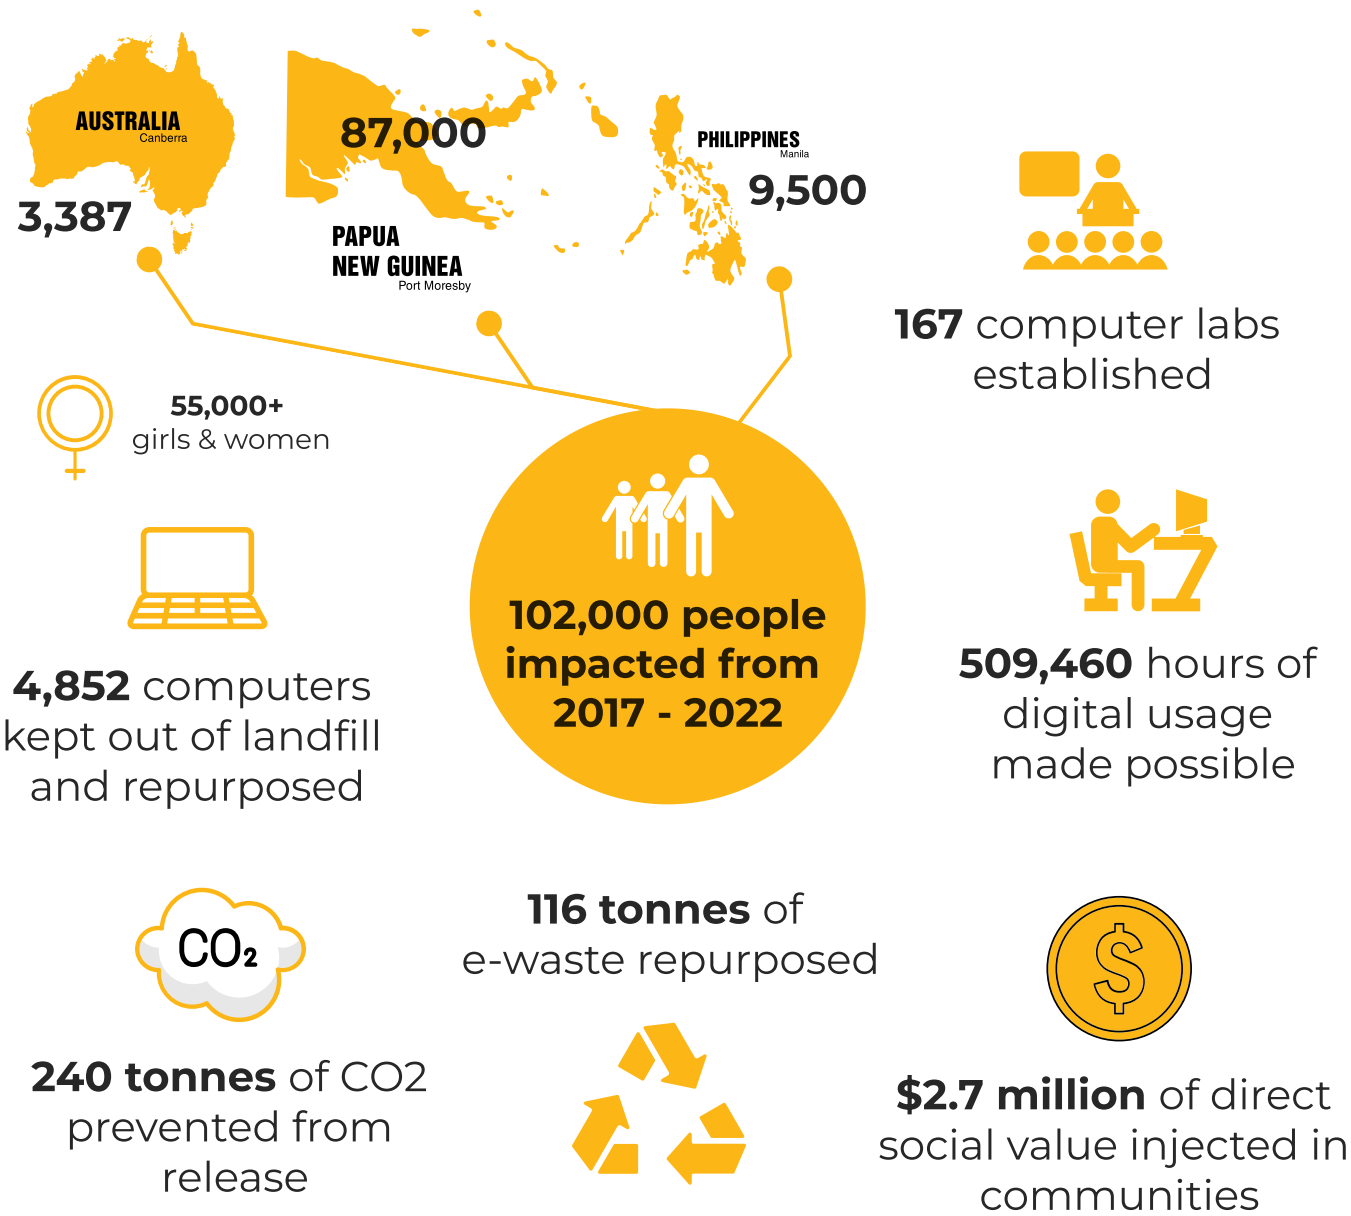 AUSTRALIA
Canberra
3,387
87,000
PAPUA
NEW GUINEA
Port Moresby
PHILIPPINES
Manila
9,500
167 computer labs
established
55,000+
girls & women
102,000 people
impacted from
2017 - 2022
4,852 computers
kept out of landfill
and repurposed
509,460 hours of
digital usage
made possible
CO2
240 tonnes of CO2
prevented from
release
116 tonnes of
e-waste repurposed
$
$2.7 million of direct
social value injected in
communities